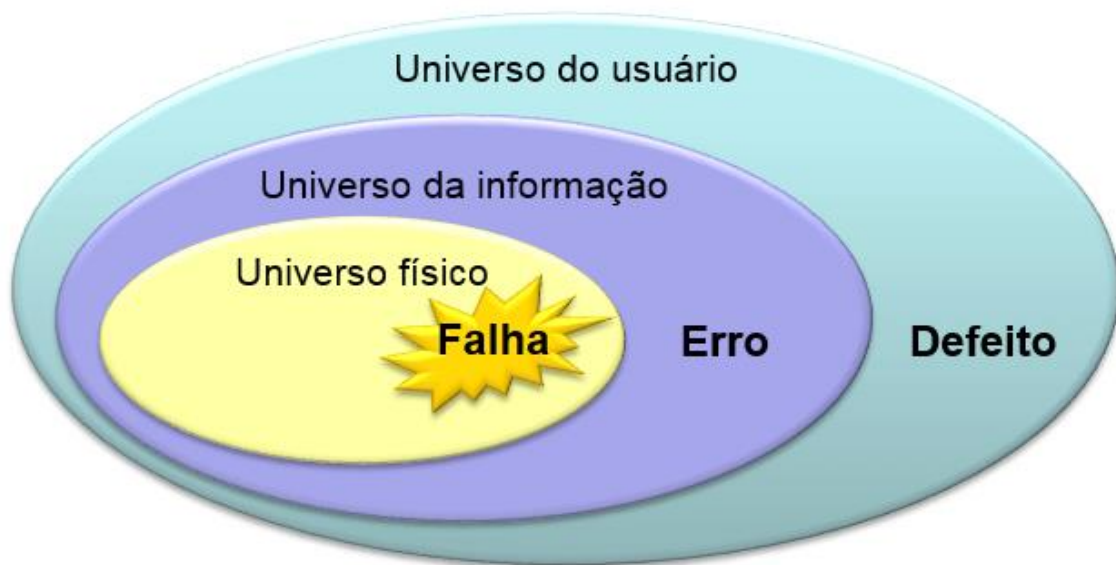 Universo do usuário
Universo da informação
Universo físico
Falha
Erro
Defeito